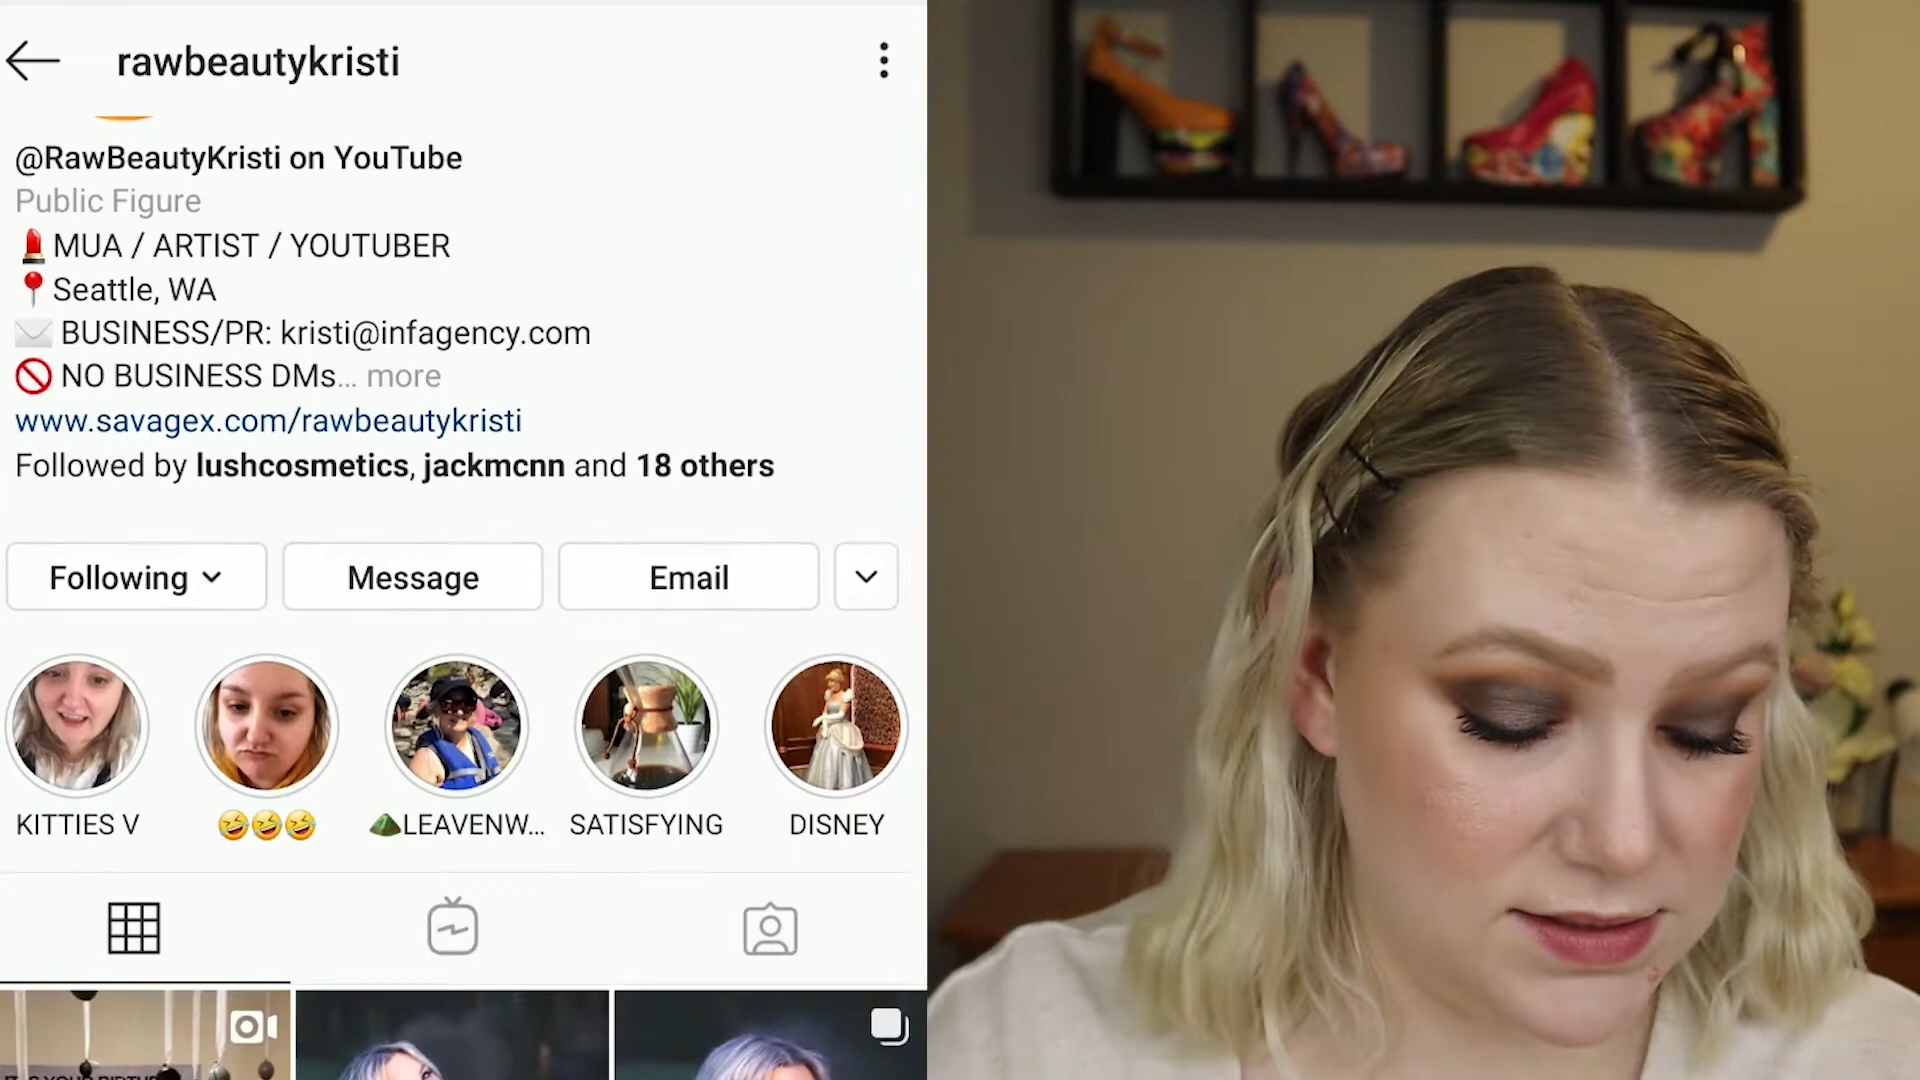 rawbeautykristi
@RawBeautyKristi on YouTube
Public Figure
MUA / ARTIST / YOUTUBER
Seattle, WA
BUSINESS/PR: kristi@infagency.com
NO BUSINESS DMs... more
www.savagex.com/rawbeautykristi
Followed by lushcosmetics, jackmcnn and 18 others
Following
Message
Email
KITTIES V
LEAVENW...
SATISFYING
DISNEY